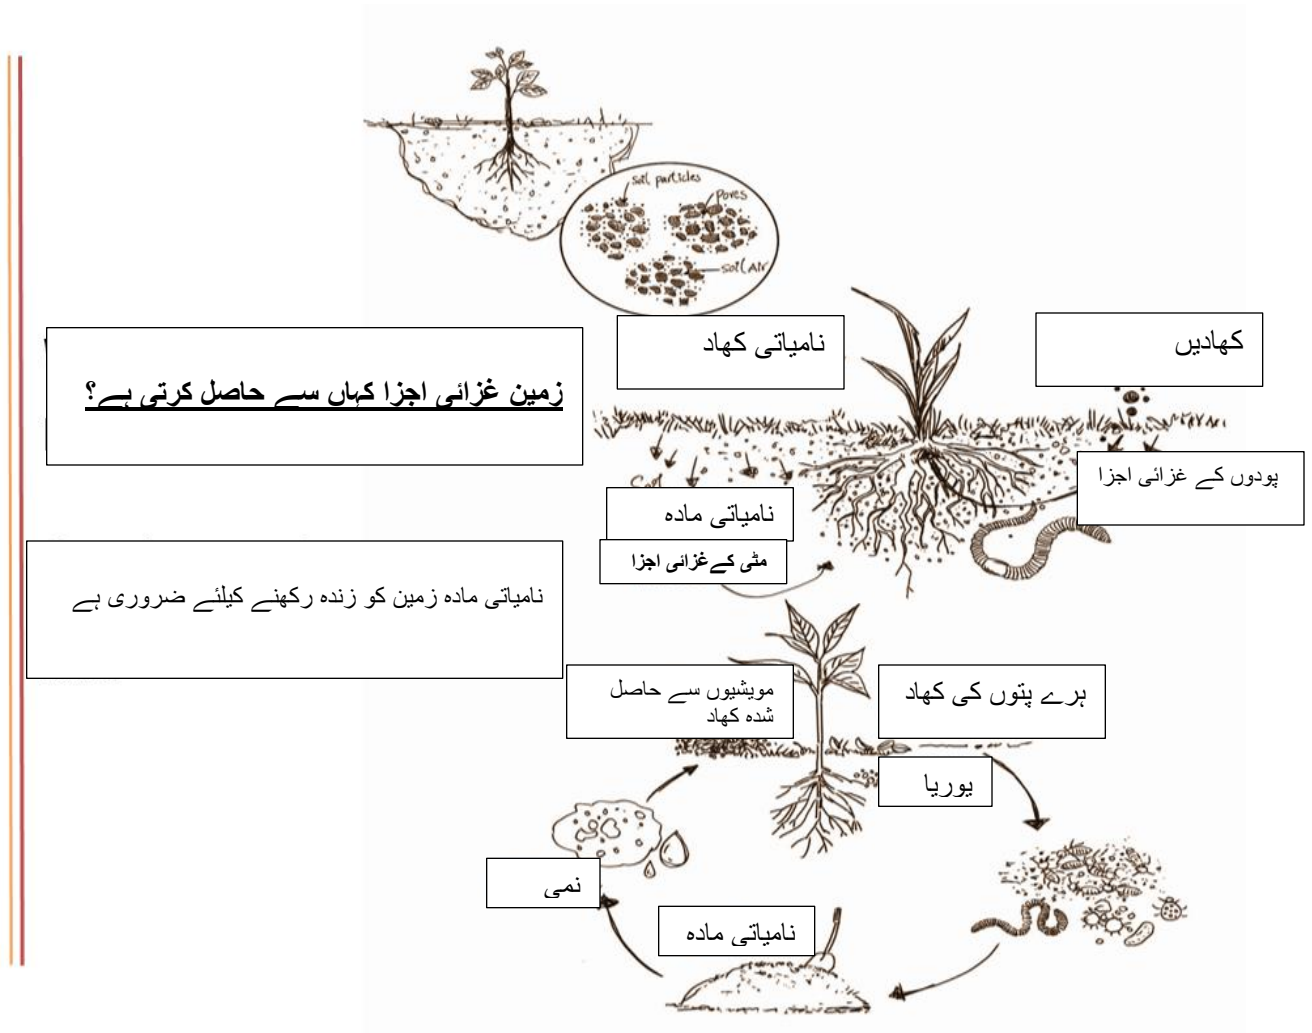 soil particles
Pores
soil Air
نامیاتی کھاد
کھادیں
زمین غزائی اجزا کہاں سے حاصل کرتی ہے؟
پودوں کے غزائی اجزا
نامیاتی مادہ
مٹی کےغزائی اجزا
نامیاتی مادہ زمین کو زندہ رکھنے کیلئے ضروری ہے
مویشیوں سے حاصل
شدہ کھاد
ہرے پتوں کی کھاد
یوریا
نمی
نامیاتی مادہ